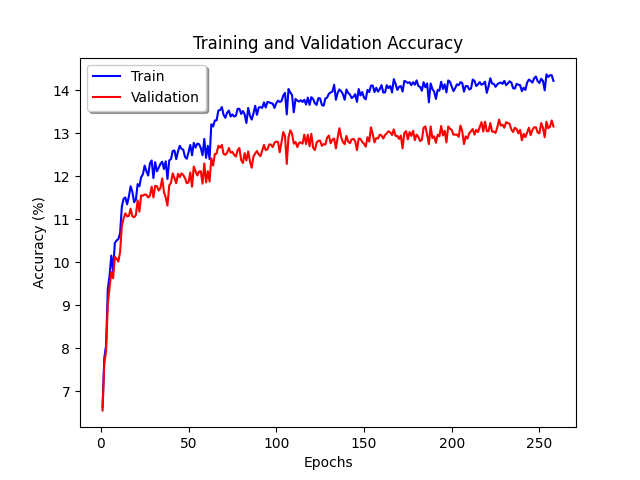 Training and Validation Accuracy
Train
Validation
14
13
12
11
10
9
8
7
Accuracy (%)
0 50 100 150 200 250
Epochs